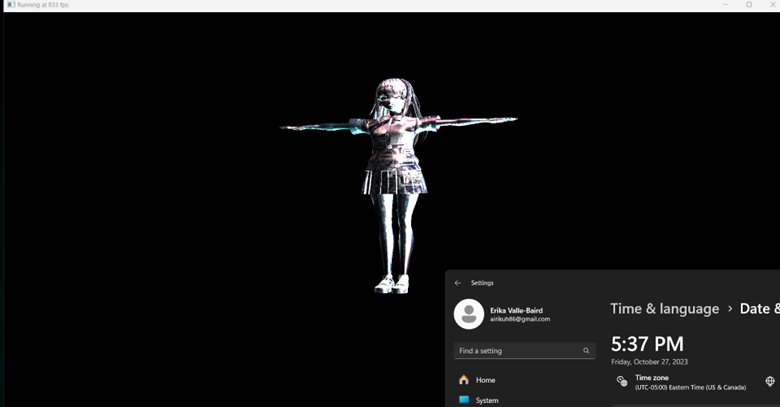 Running at 833 fps.
Settings
Erika Valle-Baird
airikuh86@gmail.com
Find a setting
Home
System
Time & language > Date &
5:37 PM
Friday, October 27, 2023
Time zone
(UTC-05:00) Eastern Time (US & Canada)